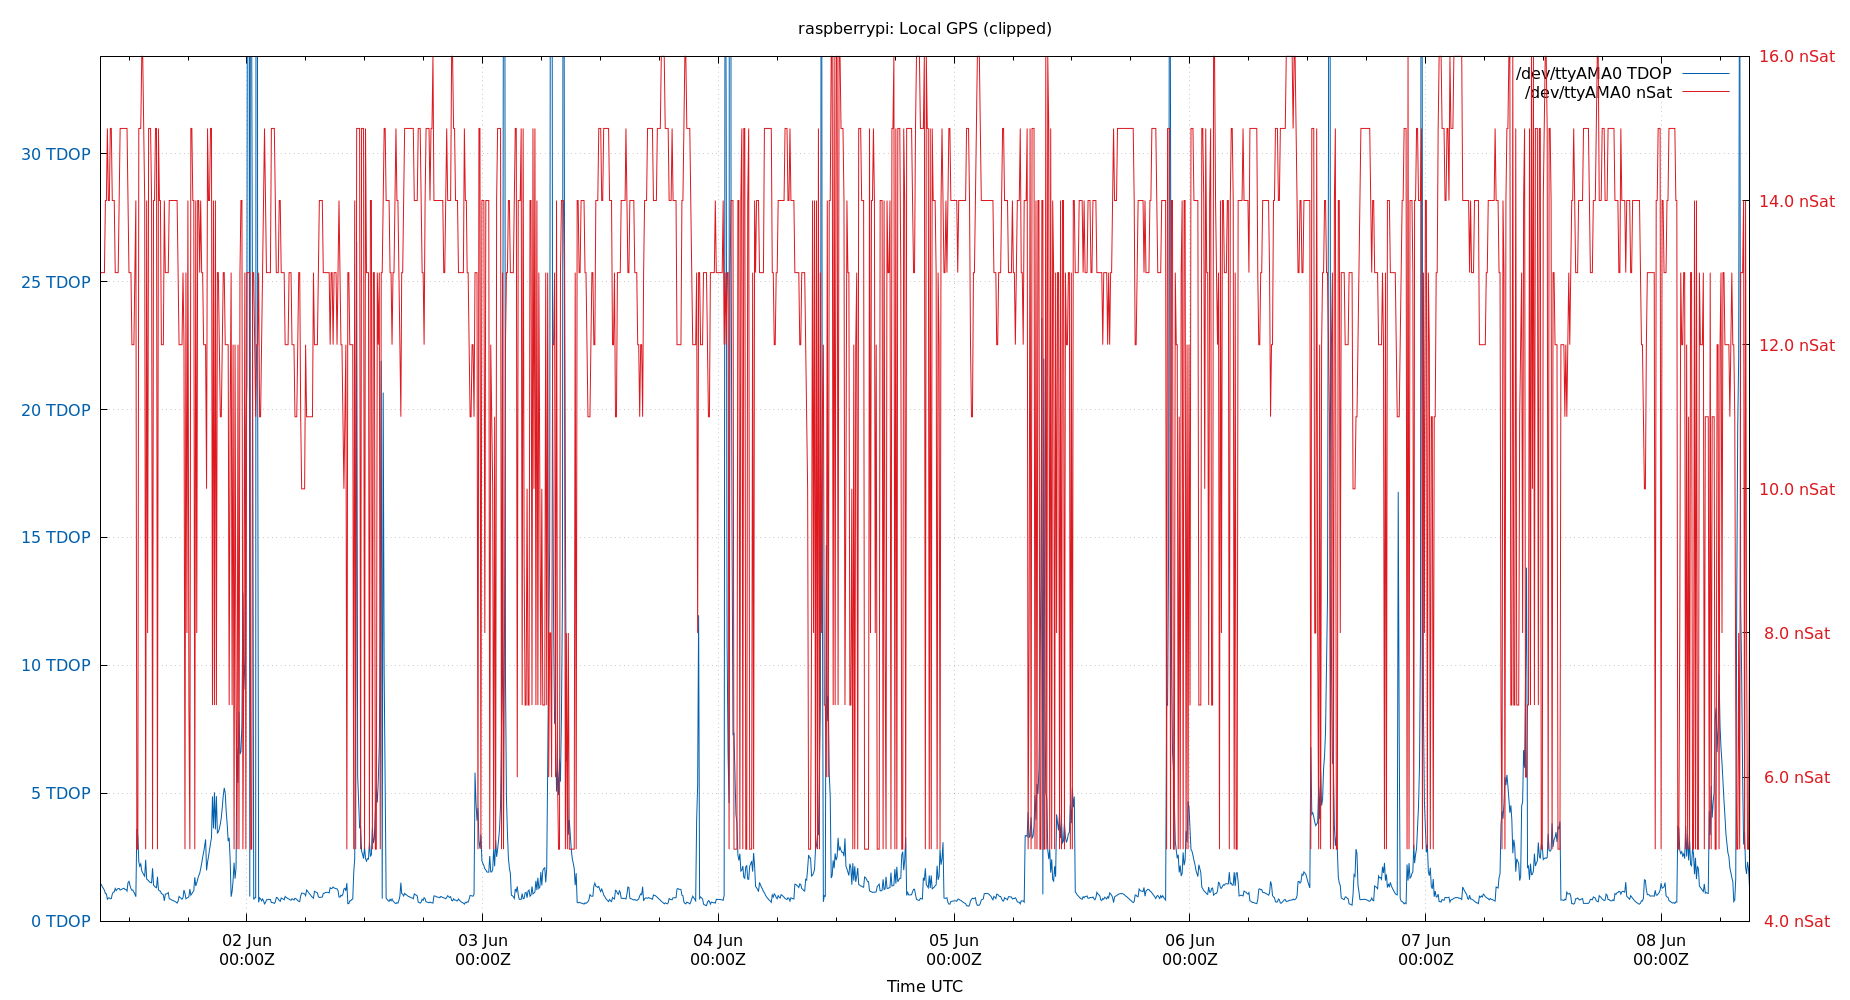 raspberrypi: Local GPS (clipped)
16.0 nSat
/dev/ttyAMA0 TDOP
/dev/ttyAMA0 nSat
30 TDOP
14.0 nSat
25 TDOP
12.0 nSat
20 TDOP
10.0 nSat
15 TDOP
8.0 nSat
10 TDOP
6.0 nSat
5 TDOP
0 TDOP
4.0 nSat
02 Jun 03 Jun 04 Jun 05 Jun 06 Jun 07 Jun 08 Jun
00:00Z 00:00Z 00:00Z 00:00Z 00:00Z 00:00Z 00:00Z
Time UTC